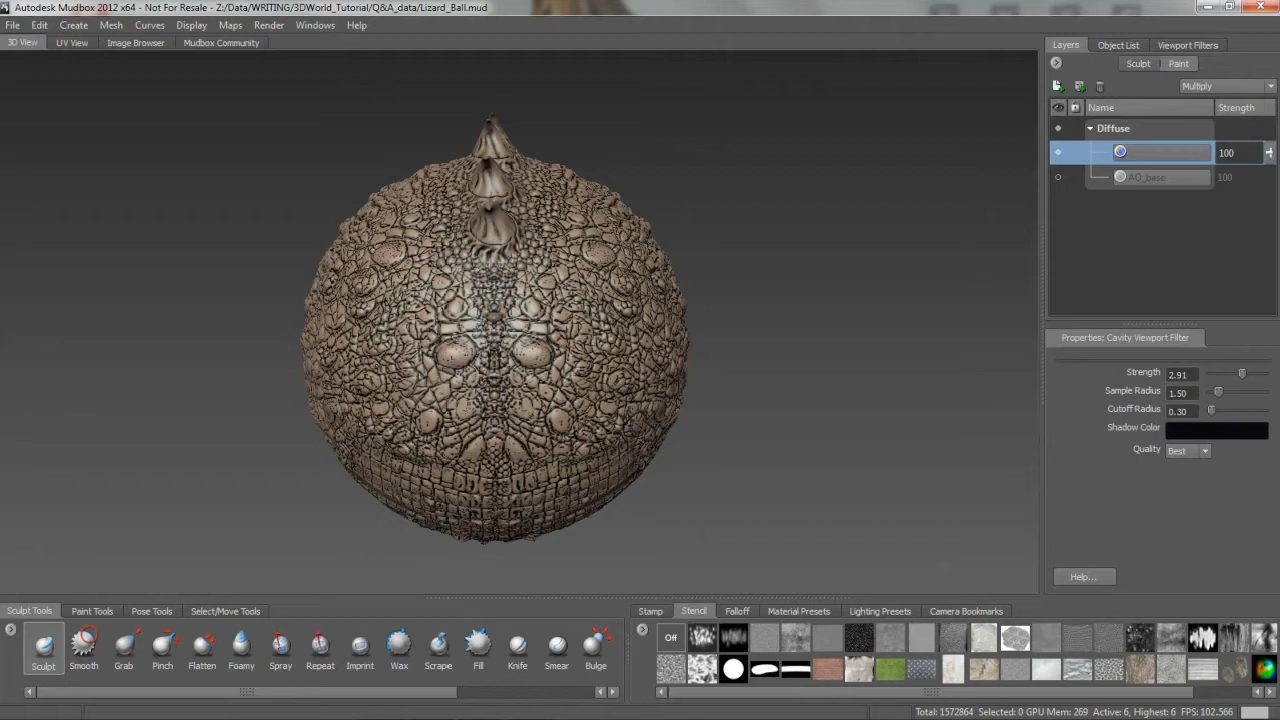 Autodesk Mudbox 2012 x64 - Not For Resale - Z:/Data/WRITING/3DWorld_Tutorial/Q&A_data/Lizard_Ball.mud
File Edit Create Mesh Curves Display Maps Render Windows Help
3D View UV View Image Browser Mudbox Community
Layers Object List Viewport Filters
Sculpt Paint
Multiply
Name Strength
Diffuse
100
AO_base 100
Properties: Cavity Viewport Filter
Strength 2.91
Sample Radius 1.50
Cutoff Radius 0.30
Shadow Color
Quality Best
Help...
Sculpt Tools Paint Tools Pose Tools Select/Move Tools
Stamp Stencil Falloff Material Presets Lighting Presets Camera Bookmarks
Off
Sculpt Smooth Grab Pinch Flatten Foamy Spray Repeat Imprint Wax Scrape Fill Knife Smear Bulge
Total: 1572864 Selected: 0 GPU Mem: 269 Active: 6, Highest: 6 FPS: 102.566